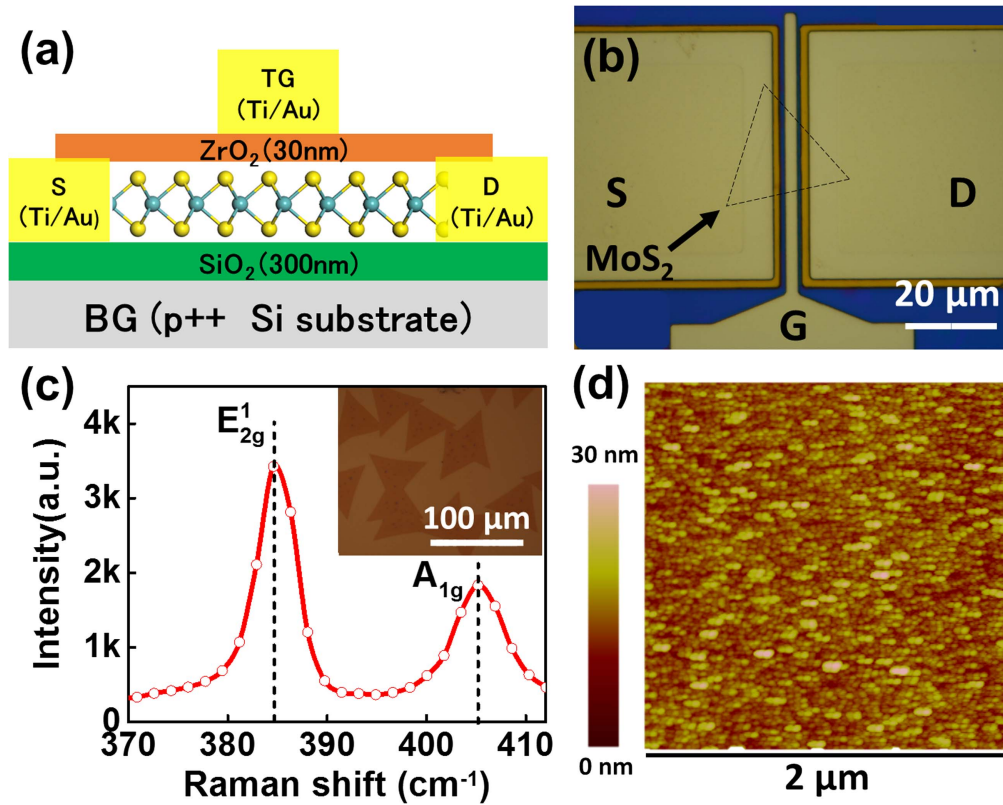 (a)
TG
(Ti/Au)
ZrO₂(30nm)
S
(Ti/Au)
D
(Ti/Au)
SiO₂(300nm)
BG (p++ Si substrate)
(b)
S
D
MoS₂
G
20 μm
(c)
4k
3k
2k
1k
0
Intensity(a.u.)
E¹₂g
A₁g
100 μm
370
380
390
400
410
Raman shift (cm⁻¹)
(d)
30 nm
0 nm
2 μm